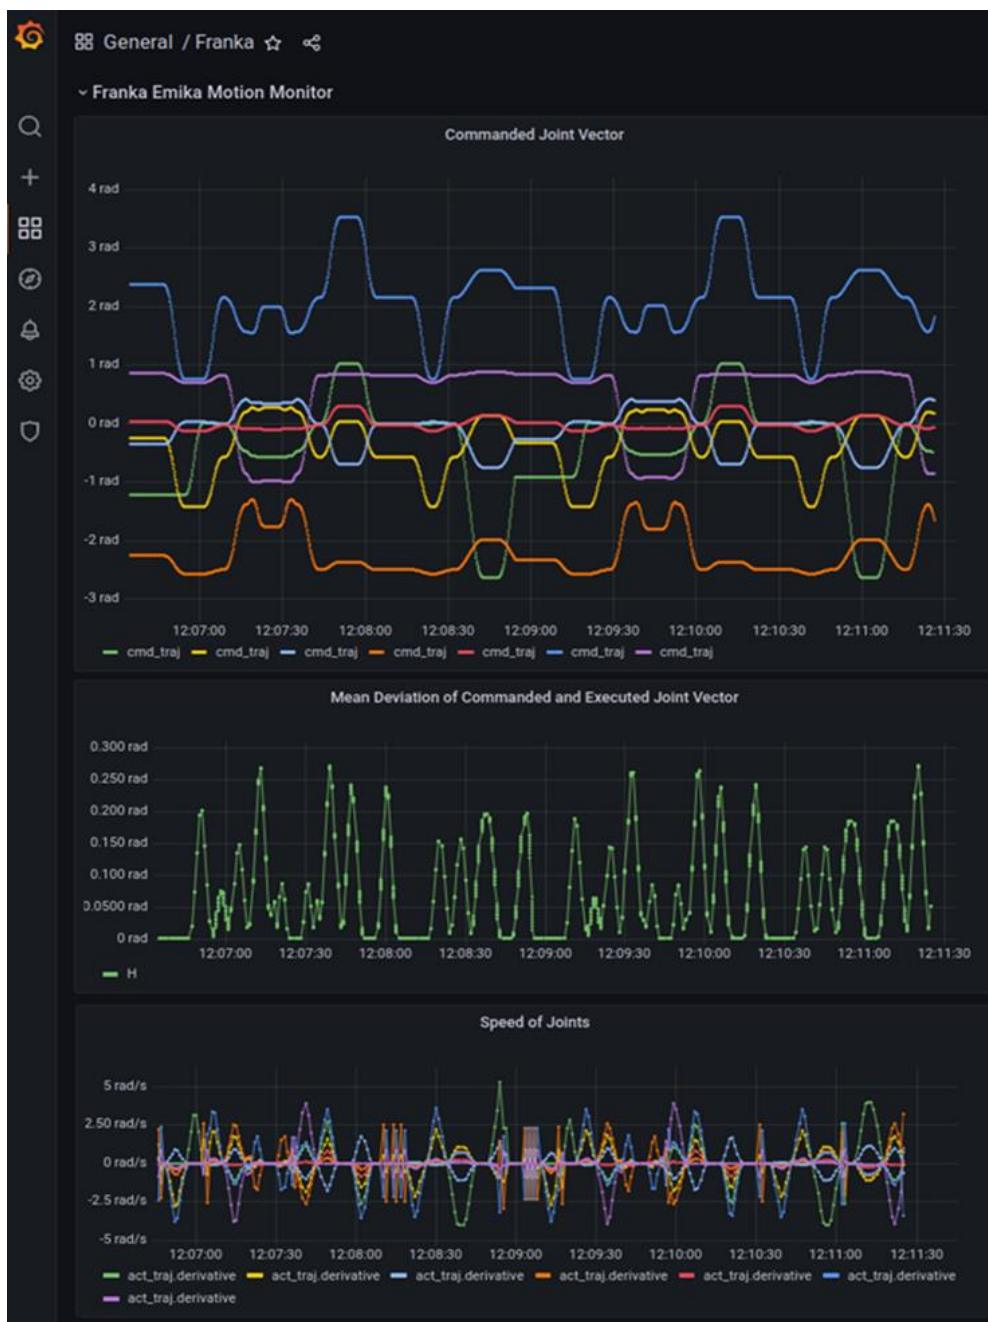 General / Franka
Franka Emika Motion Monitor
Commanded Joint Vector
4 rad
3 rad
2 rad
1 rad
0 rad
-1 rad
-2 rad
-3 rad
12:07:00 12:07:30 12:08:00 12:08:30 12:09:00 12:09:30 12:10:00 12:10:30 12:11:00 12:11:30
cmd_traj cmd_traj cmd_traj cmd_traj cmd_traj cmd_traj cmd_traj
Mean Deviation of Commanded and Executed Joint Vector
0.300 rad
0.250 rad
0.200 rad
0.150 rad
0.100 rad
0.0500 rad
0 rad
12:07:00 12:07:30 12:08:00 12:08:30 12:09:00 12:09:30 12:10:00 12:10:30 12:11:00 12:11:30
H
Speed of Joints
5 rad/s
2.50 rad/s
0 rad/s
-2.5 rad/s
-5 rad/s
12:07:00 12:07:30 12:08:00 12:08:30 12:09:00 12:09:30 12:10:00 12:10:30 12:11:00 12:11:30
act_traj.derivative act_traj.derivative act_traj.derivative act_traj.derivative act_traj.derivative act_traj.derivative
act_traj.derivative